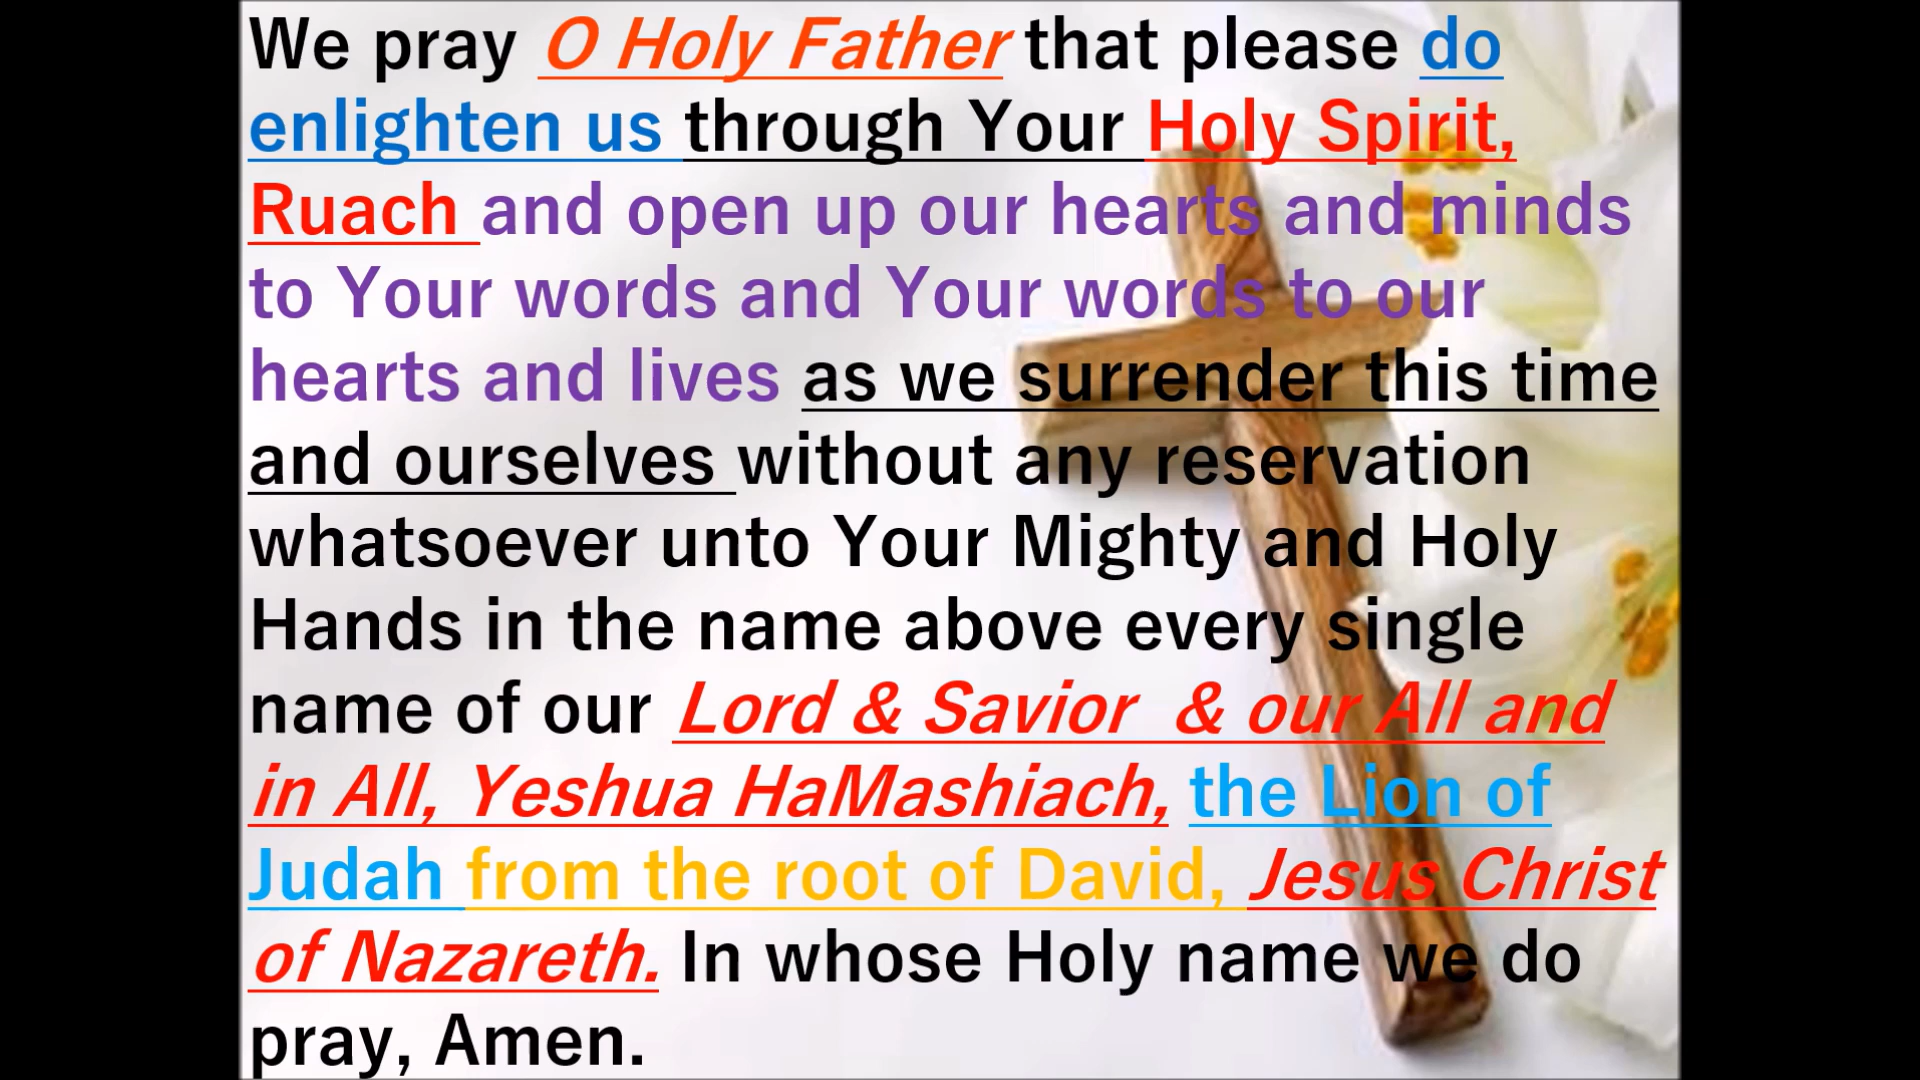 We pray O Holy Father that please do
enlighten us through Your Holy Spirit,
Ruach and open up our hearts and minds
to Your words and Your words to our
hearts and lives as we surrender this time
and ourselves without any reservation
whatsoever unto Your Mighty and Holy
Hands in the name above every single
name of our Lord & Savior & our All and
in All, Yeshua HaMashiach, the Lion of
Judah from the root of David, Jesus Christ
of Nazareth. In whose Holy name we do
pray, Amen.